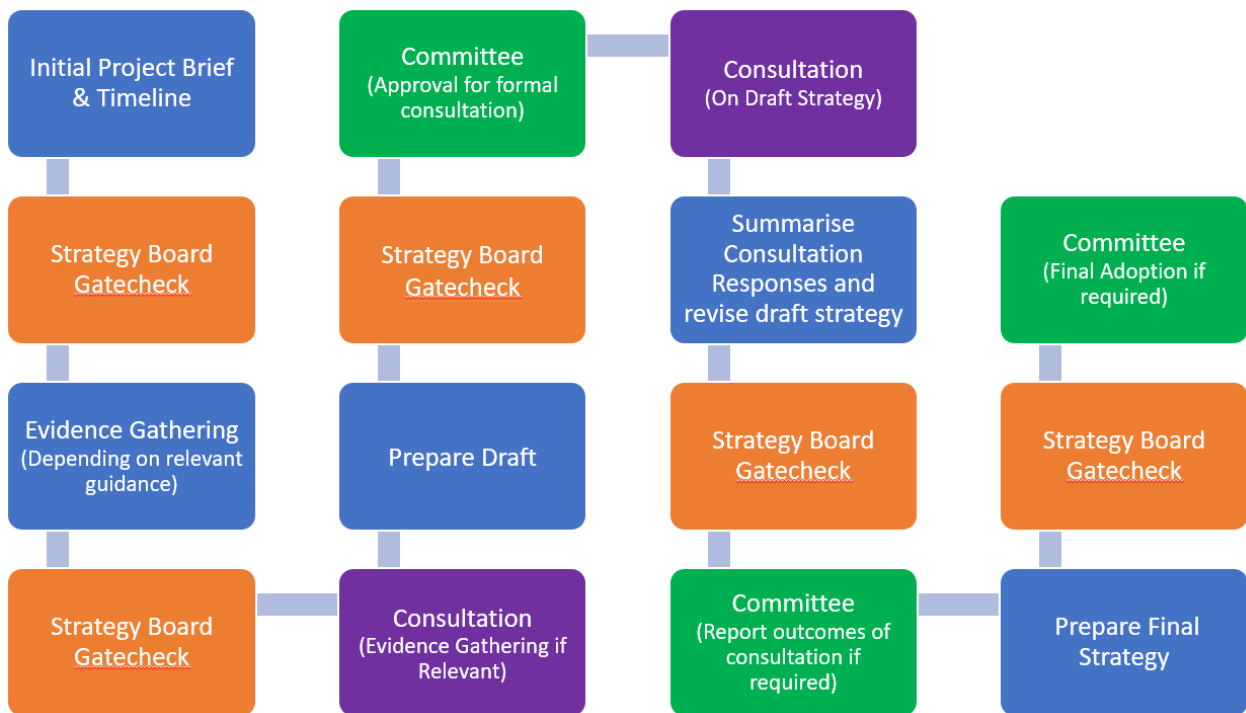 Initial Project Brief
& Timeline
Strategy Board
Gatecheck
Evidence Gathering
(Depending on relevant
guidance)
Strategy Board
Gatecheck
Consultation
(Evidence Gathering if
Relevant)
Prepare Draft
Strategy Board
Gatecheck
Committee
(Approval for formal
consultation)
Consultation
(On Draft Strategy)
Summarise
Consultation
Responses and
revise draft strategy
Strategy Board
Gatecheck
Committee
(Report outcomes of
consultation if
required)
Prepare Final
Strategy
Strategy Board
Gatecheck
Committee
(Final Adoption if
required)